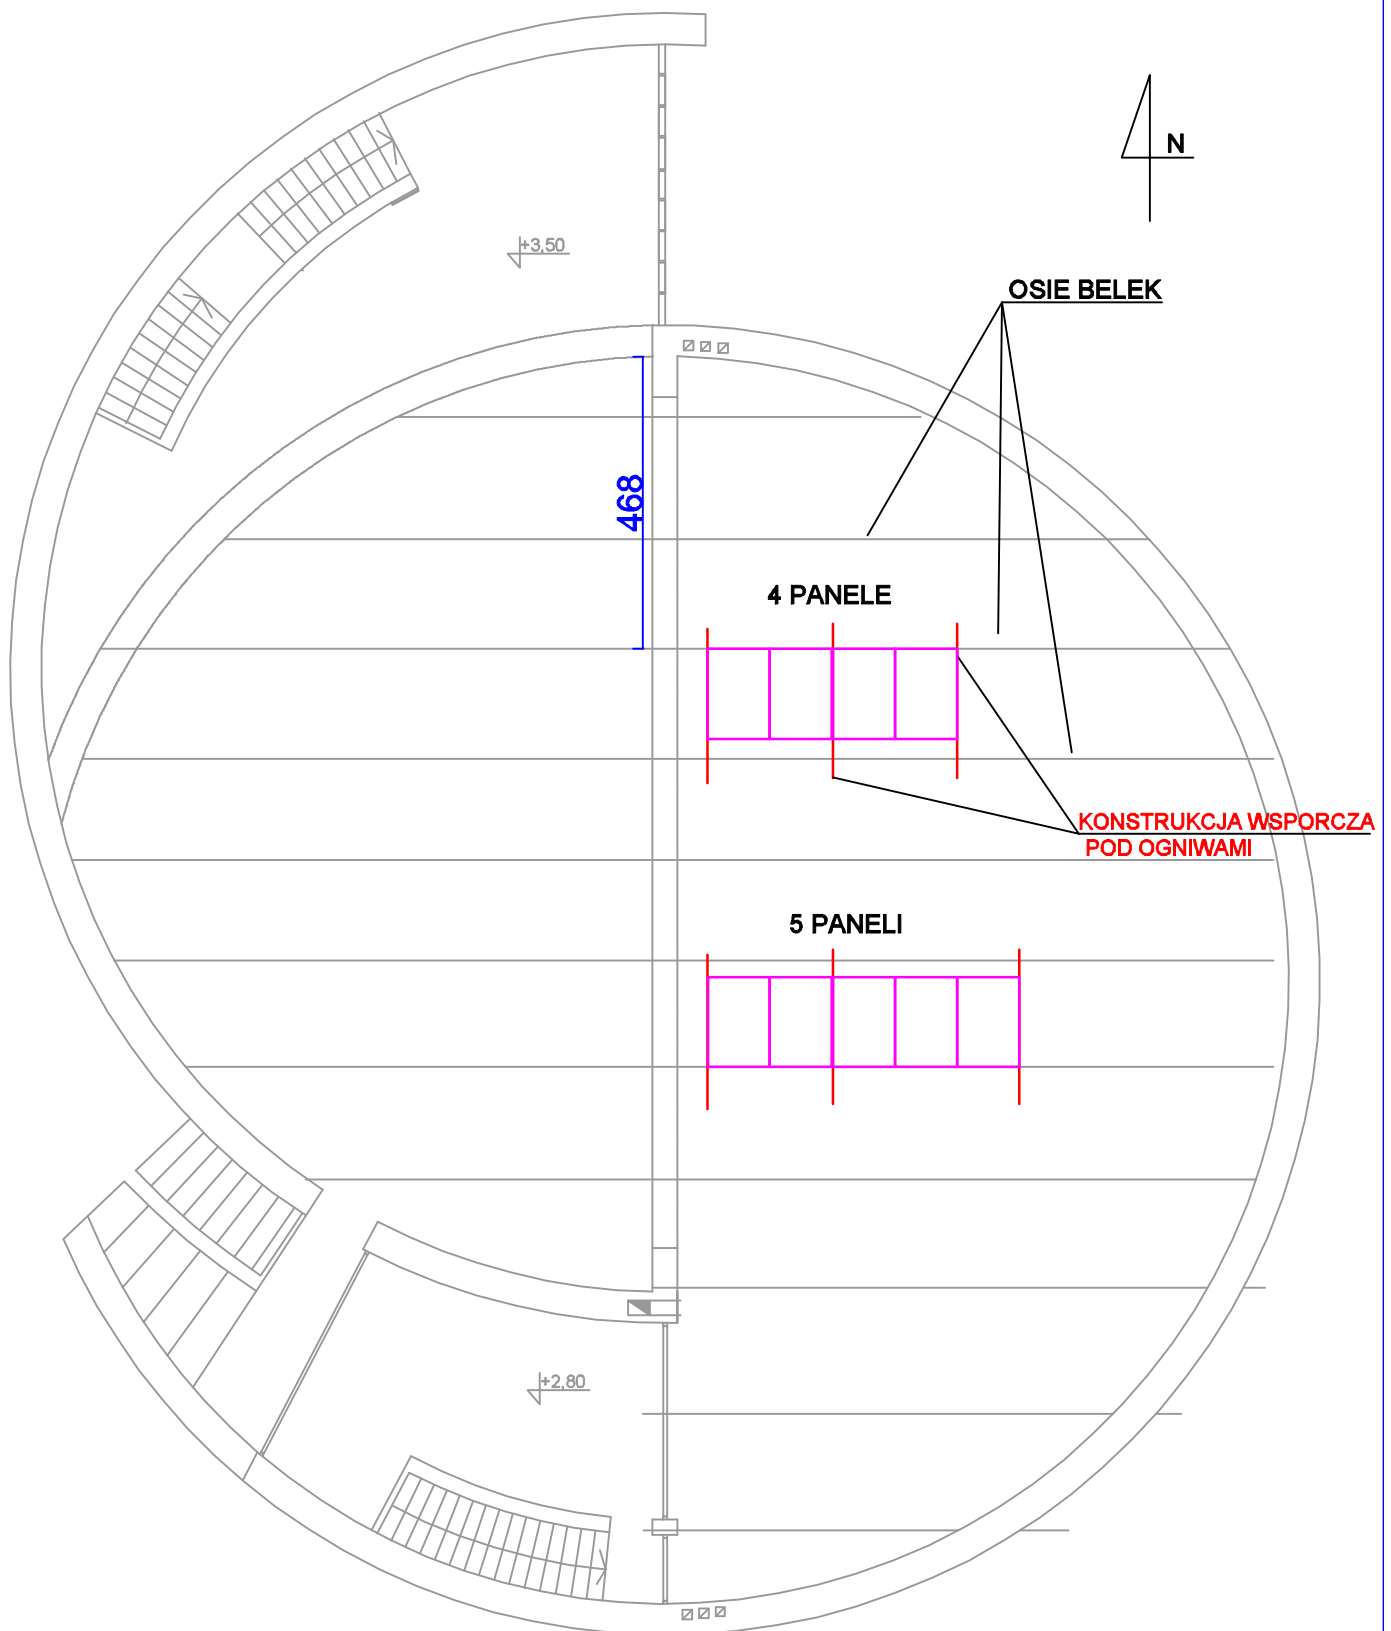 N
+3,50
OSIE BELEK
468
4 PANELE
KONSTRUKCJA WSPORCZA
POD OGNIWAMI
5 PANELI
+2,80